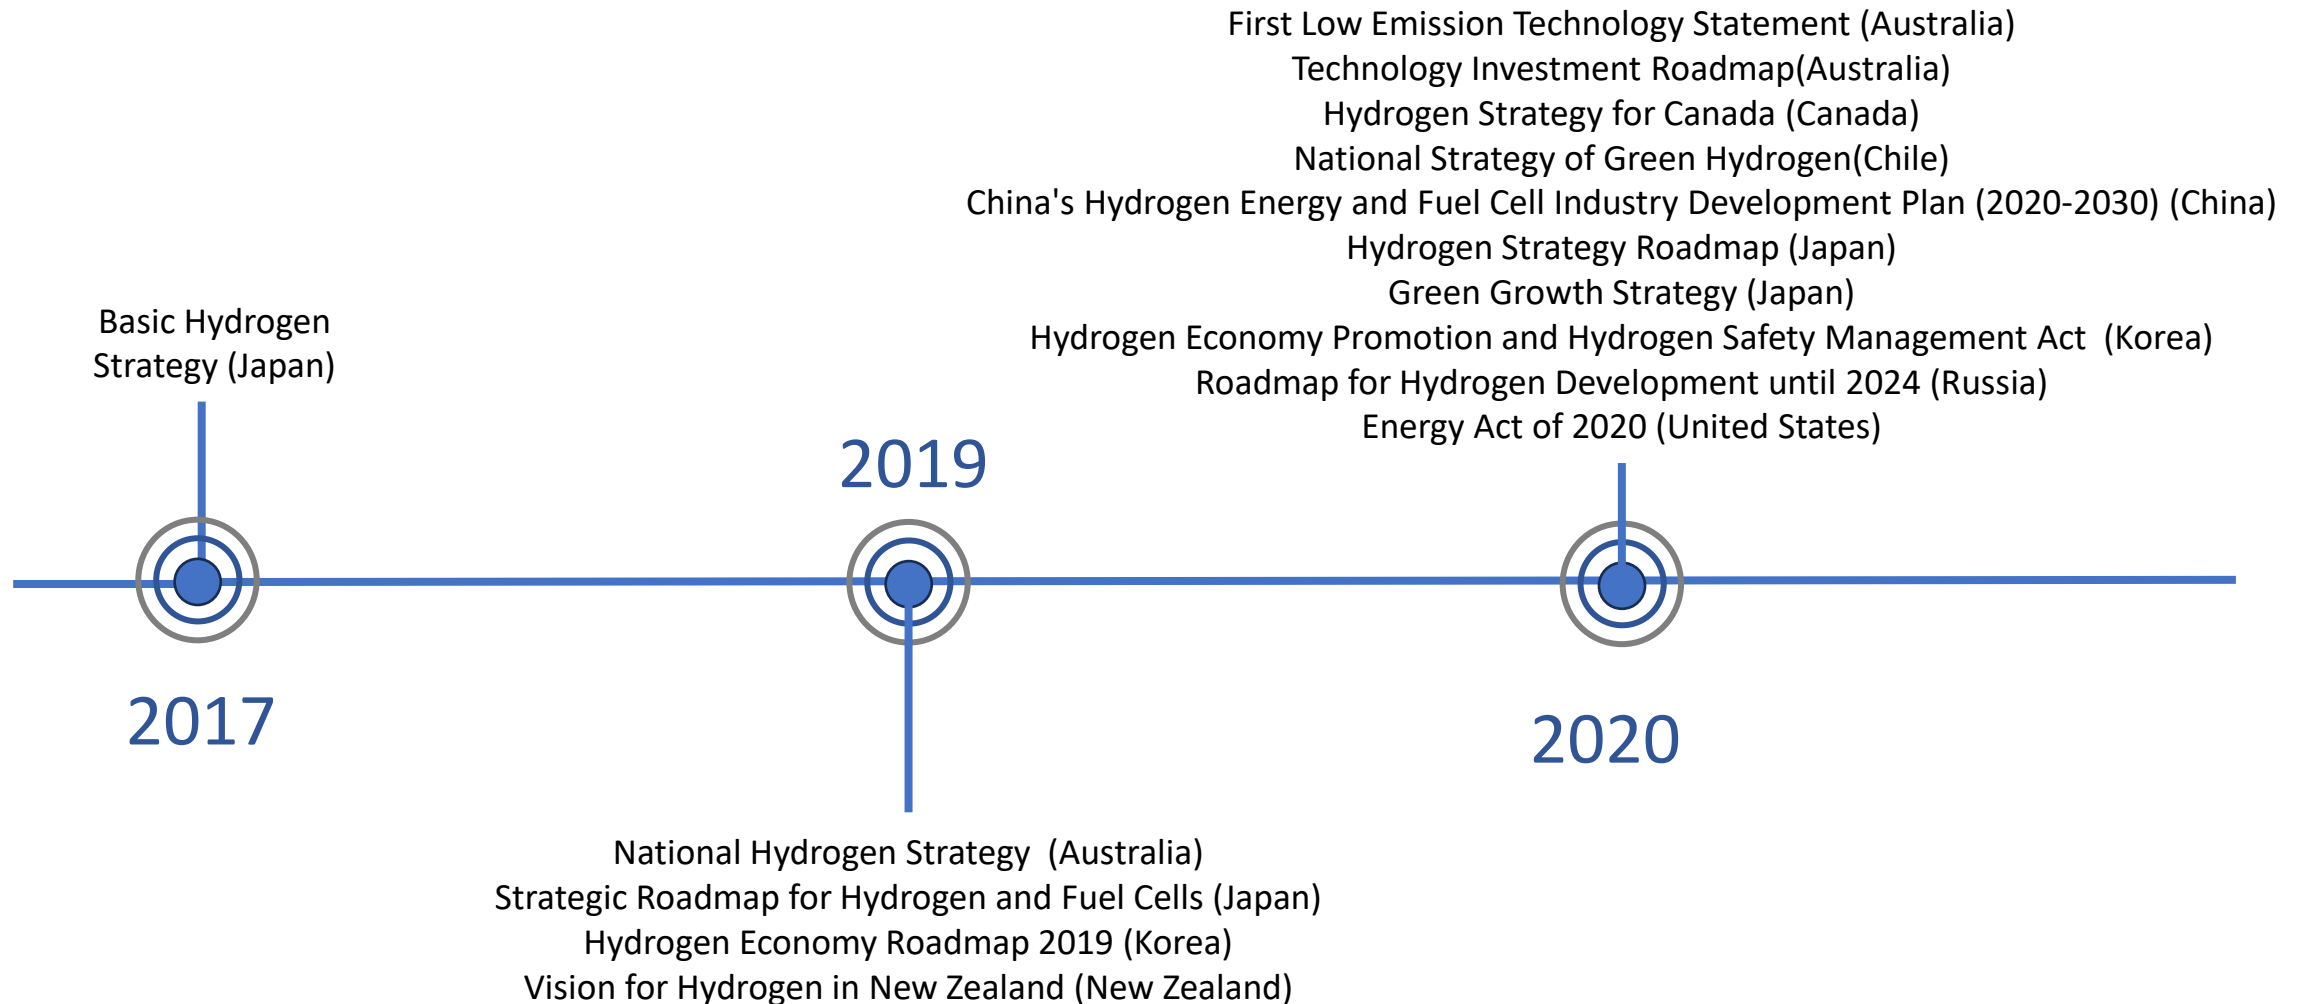 First Low Emission Technology Statement (Australia)
Technology Investment Roadmap(Australia)
Hydrogen Strategy for Canada (Canada)
National Strategy of Green Hydrogen(Chile)
China's Hydrogen Energy and Fuel Cell Industry Development Plan (2020-2030) (China)
Hydrogen Strategy Roadmap (Japan)
Green Growth Strategy (Japan)
Hydrogen Economy Promotion and Hydrogen Safety Management Act  (Korea)
Roadmap for Hydrogen Development until 2024 (Russia)
Energy Act of 2020 (United States)
Basic Hydrogen
Strategy (Japan)
2019
2017
2020
National Hydrogen Strategy  (Australia)
Strategic Roadmap for Hydrogen and Fuel Cells (Japan)
Hydrogen Economy Roadmap 2019 (Korea)
Vision for Hydrogen in New Zealand (New Zealand)